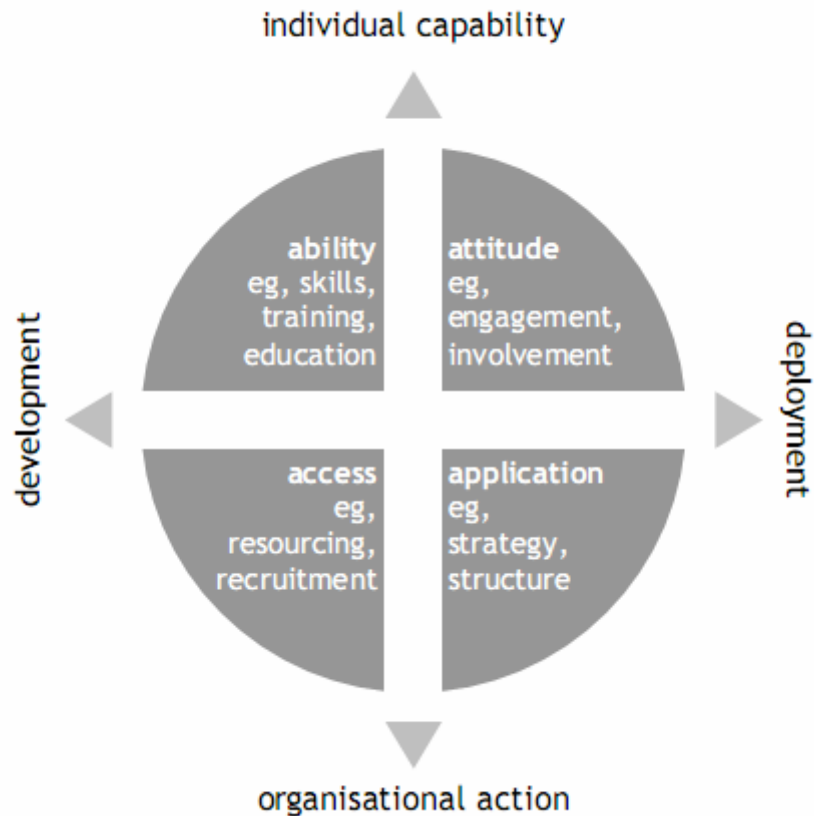 individual capability
ability
eg, skills,
training,
education
attitude
eg,
engagement,
involvement
development
deployment
access
eg,
resourcing,
recruitment
application
eg,
strategy,
structure
organisational action